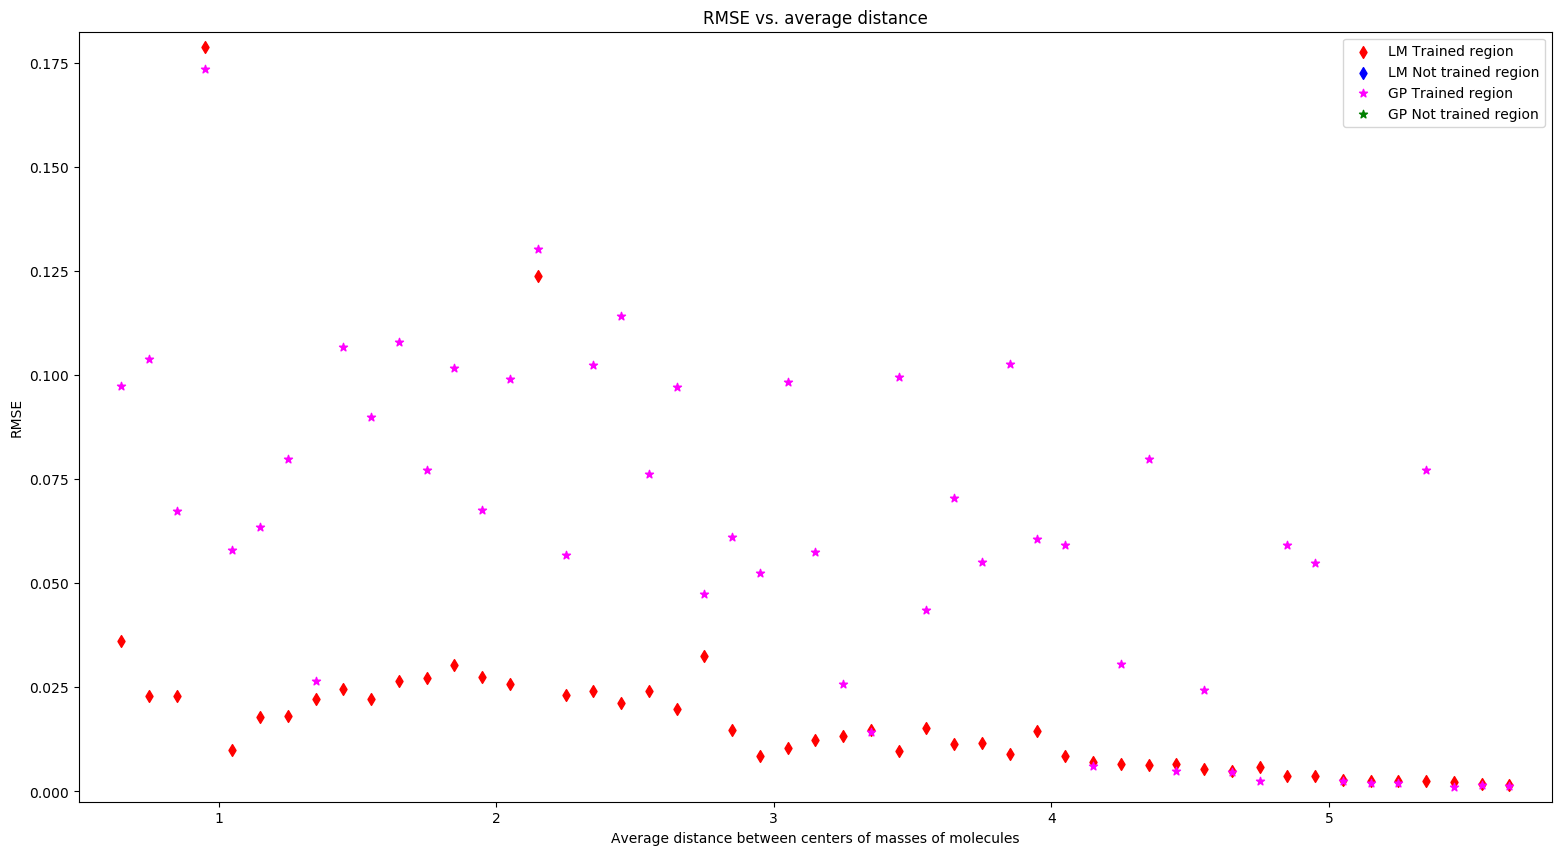 RMSE vs. average distance
LM Trained region
LM Not trained region
GP Trained region
GP Not trained region
RMSE
0.175
0.150
0.125
0.100
0.075
0.050
0.025
0.000
1 2 3 4 5
Average distance between centers of masses of molecules